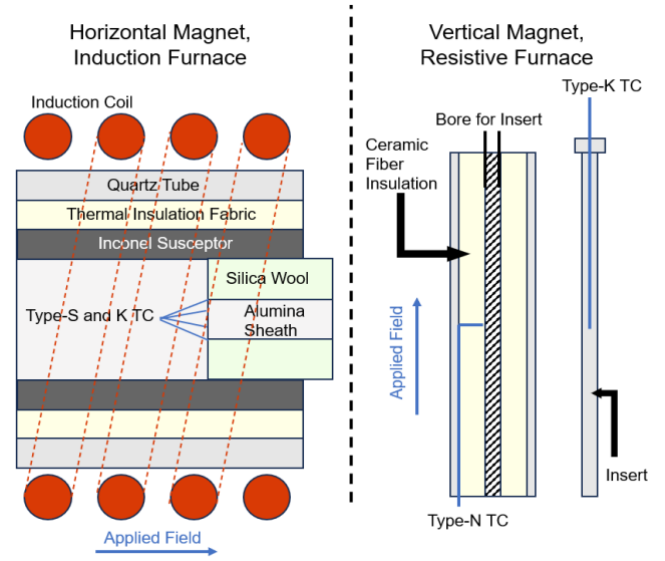 Horizontal Magnet,
Induction Furnace
Induction Coil
Quartz Tube
Thermal Insulation Fabric
Inconel Susceptor
Silica Wool
Type-S and K TC
Alumina
Sheath
Applied Field
Vertical Magnet,
Resistive Furnace
Type-K TC
Bore for Insert
Ceramic
Fiber
Insulation
Applied Field
Insert
Type-N TC